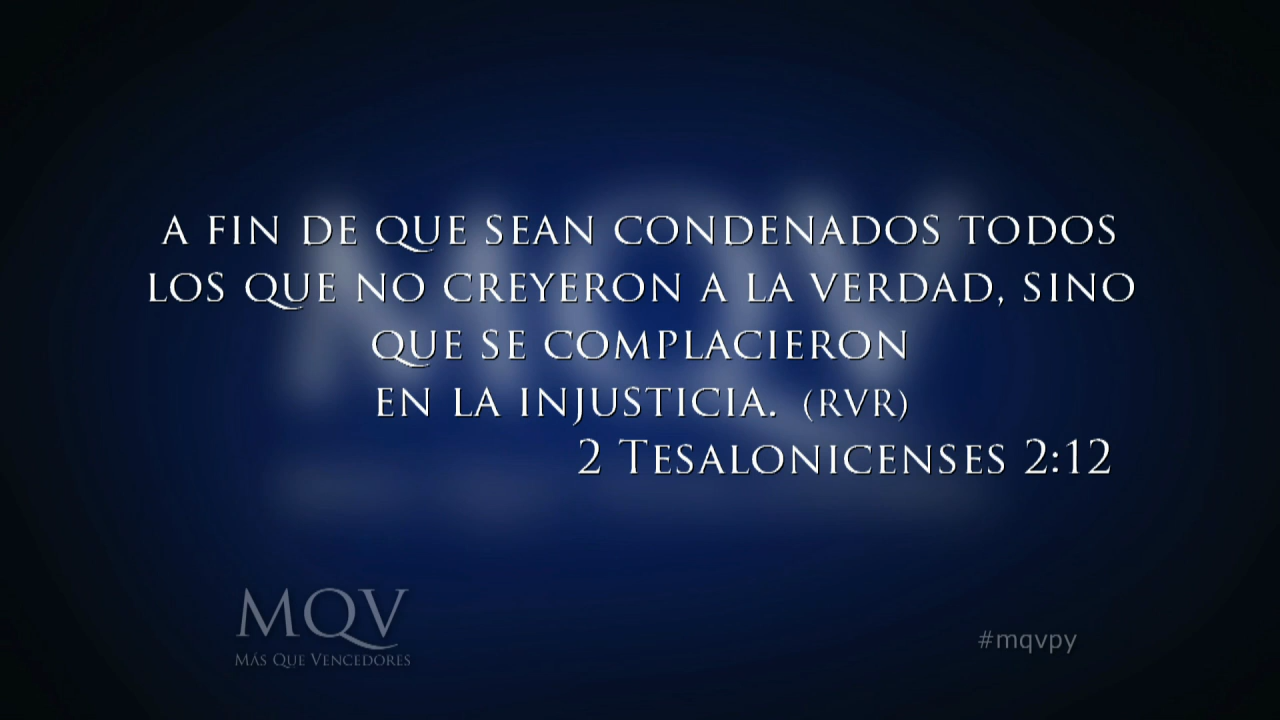 A FIN DE QUE SEAN CONDENADOS TODOS
LOS QUE NO CREYERON A LA VERDAD, SINO
QUE SE COMPLACIERON
EN LA INJUSTICIA. (RVR)
2 TESALONICENSES 2:12
MQV
MÁS QUE VENCEDORES
#mqvpy